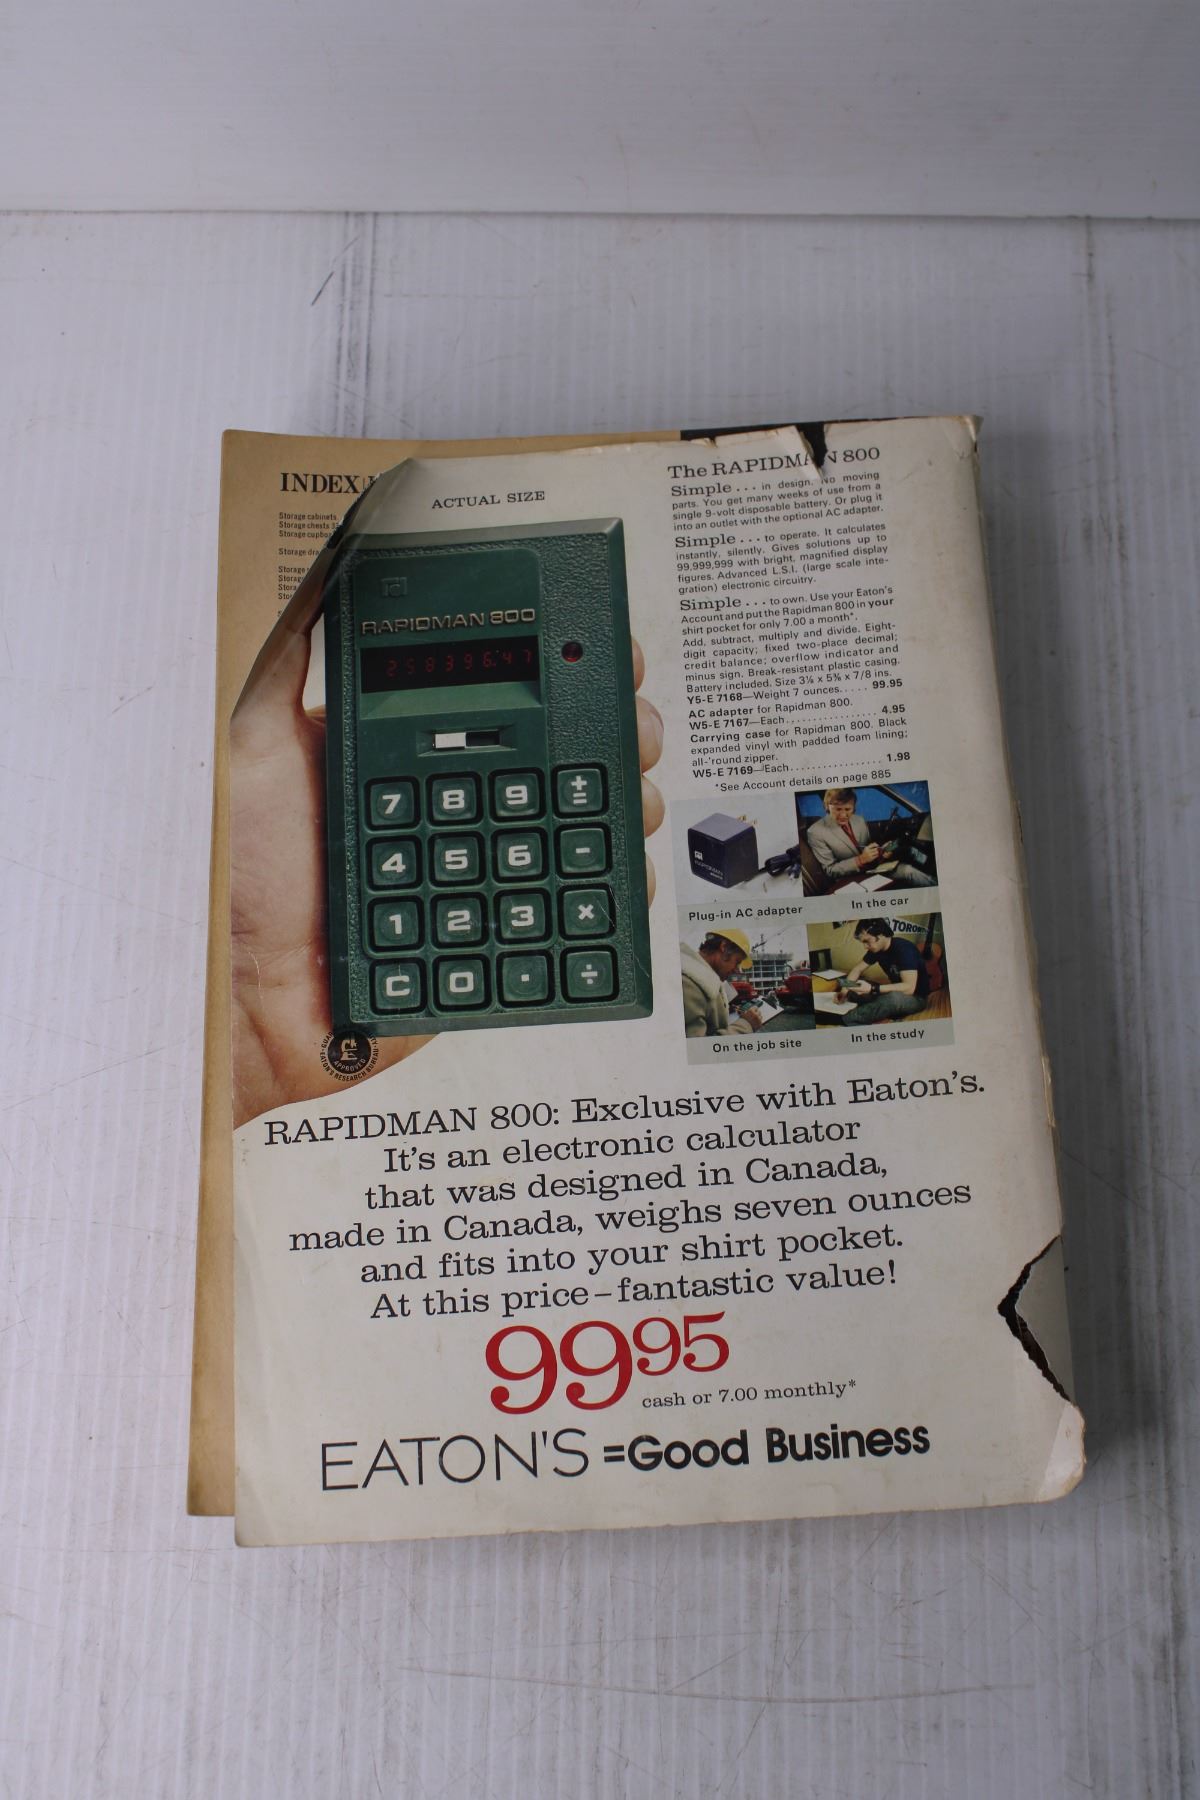 INDEX
Storage cabinets,
Storage chests
Storage
Storage
ACTUAL SIZE
RAPIDMAN 800
258396.47
7 8 9 + =
4 5 6 -
1 2 3 ×
C 0 . ÷
APPROVED
EATON'S RESEARCH BUREAU
The RAPIDMAN 800
Simple... in design. No moving
parts. You get many weeks of use from a
single 9-volt disposable battery. Or plug it
into an outlet with the optional AC adapter.
Simple... to operate. It calculates
instantly, silently. Gives solutions up to
99,999,999 with bright, magnified display
figures. Advanced L.S.I. (large scale inte-
gration) electronic circuitry.
Simple... to own. Use your Eaton's
Account and put the Rapidman 800 in your
shirt pocket for only 7.00 a month*.
Add, subtract, multiply and divide. Eight-
digit capacity; fixed two-place decimal;
credit balance; overflow indicator and
minus sign. Break-resistant plastic casing.
Battery included. Size 3⅛ x 5⅜ x 7/8 ins.
Y5-E 7168—Weight 7 ounces..... 99.95
AC adapter for Rapidman 800.
W5-E 7167—Each................ 4.95
Carrying case for Rapidman 800. Black
expanded vinyl with padded foam lining;
all-'round zipper.
W5-E 7169—Each................ 1.98
*See Account details on page 885
RAPIDMAN
Plug-in AC adapter
In the car
TORON
On the job site
In the study
RAPIDMAN 800: Exclusive with Eaton's.
It's an electronic calculator
that was designed in Canada,
made in Canada, weighs seven ounces
and fits into your shirt pocket.
At this price–fantastic value!
9995
cash or 7.00 monthly*
EATON'S =Good Business